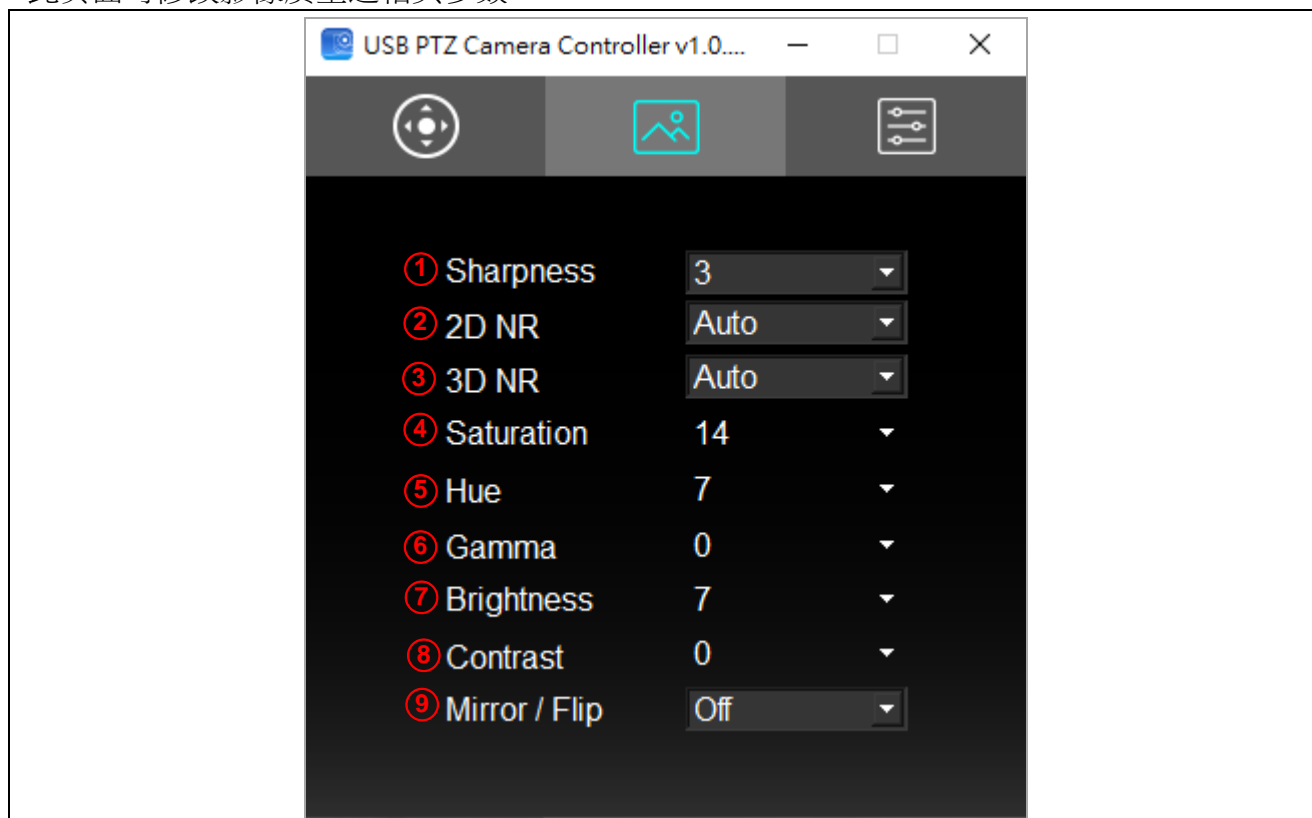 USB PTZ Camera Controller v1.0....
① Sharpness 3
② 2D NR Auto
③ 3D NR Auto
④ Saturation 14
⑤ Hue 7
⑥ Gamma 0
⑦ Brightness 7
⑧ Contrast 0
⑨ Mirror / Flip Off